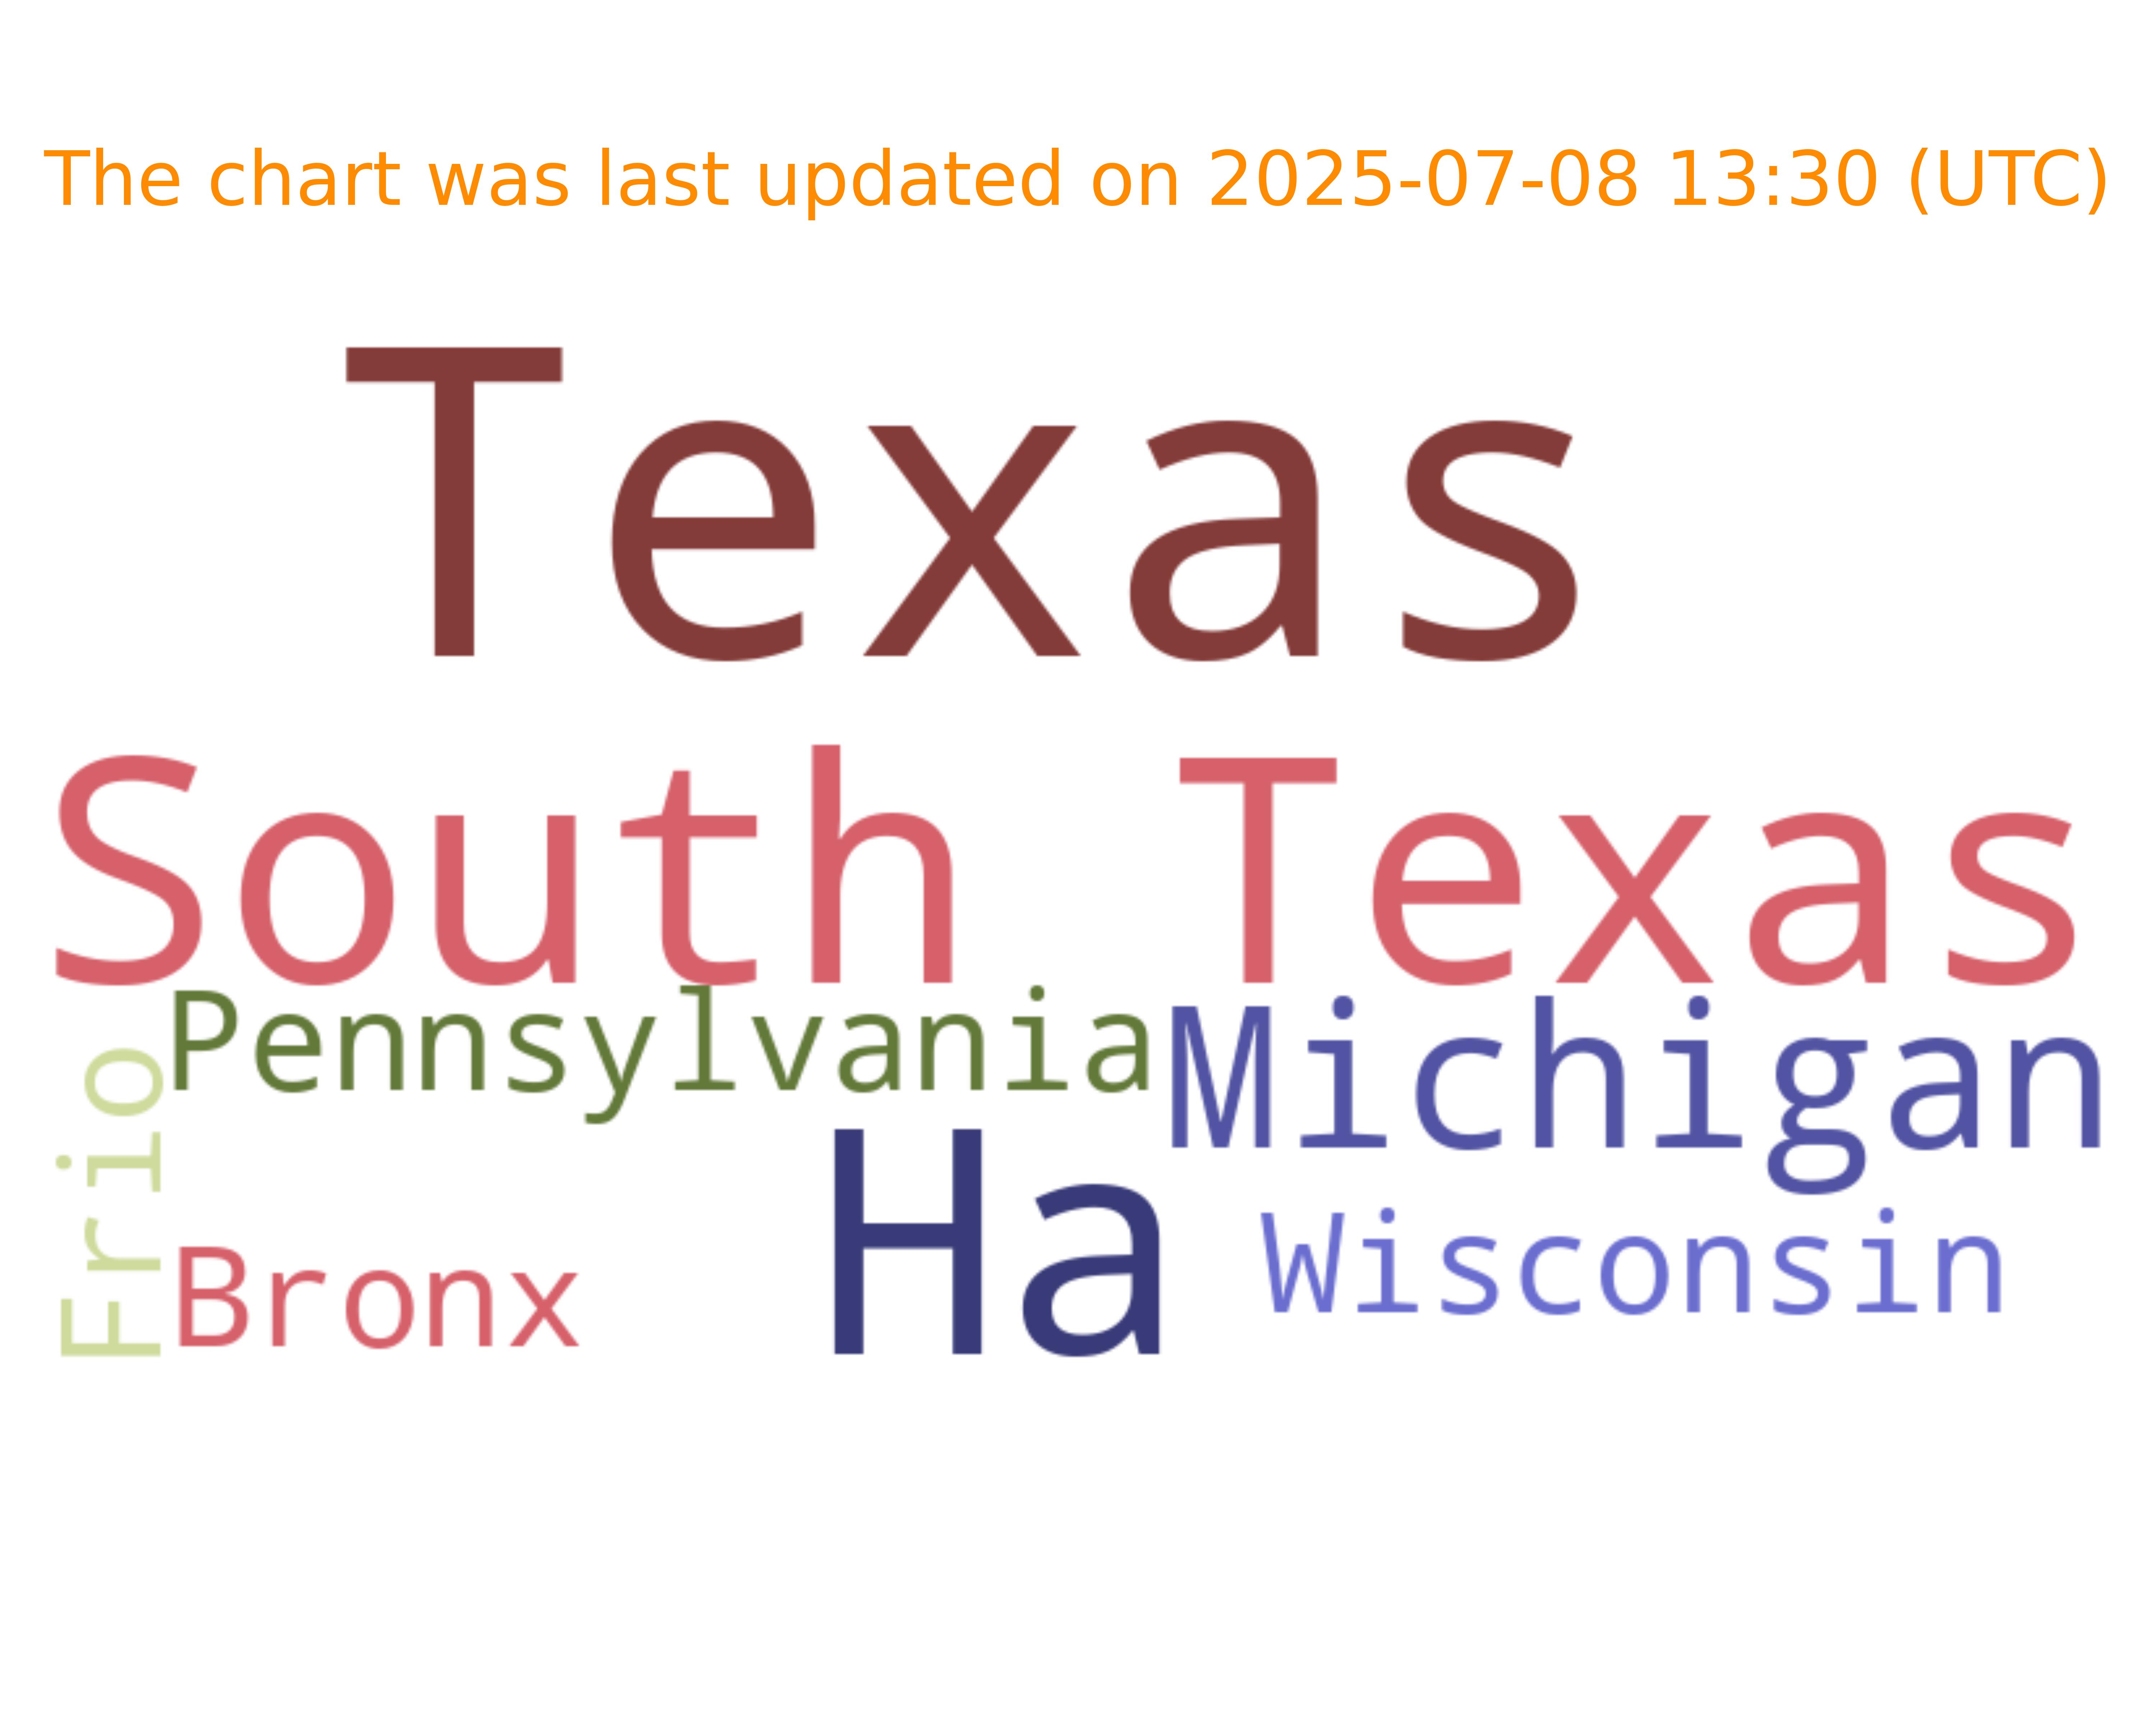 The chart was last updated on 2025-07-08 13:30 (UTC)
Texas
South Texas
Pennsylvania
Michigan
Frio
Ha
Wisconsin
Bronx